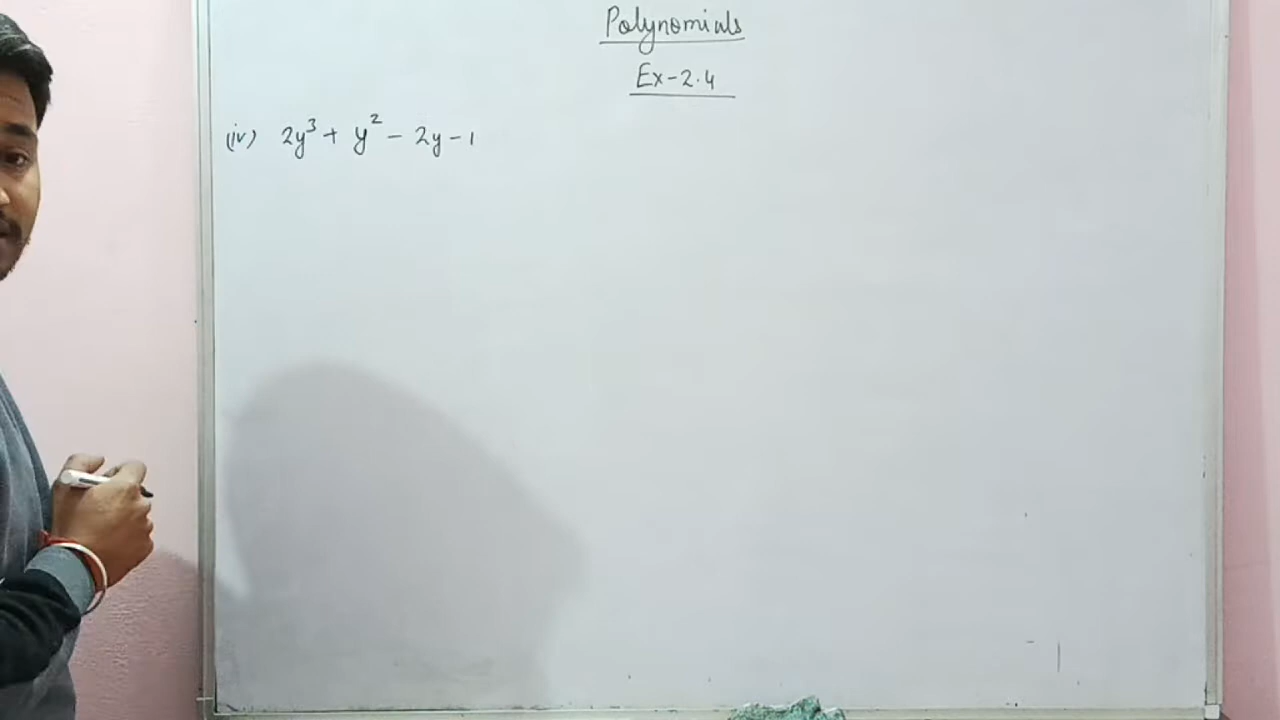 Polynomials
Ex-2.4
(iv) 2y³ + y² - 2y - 1